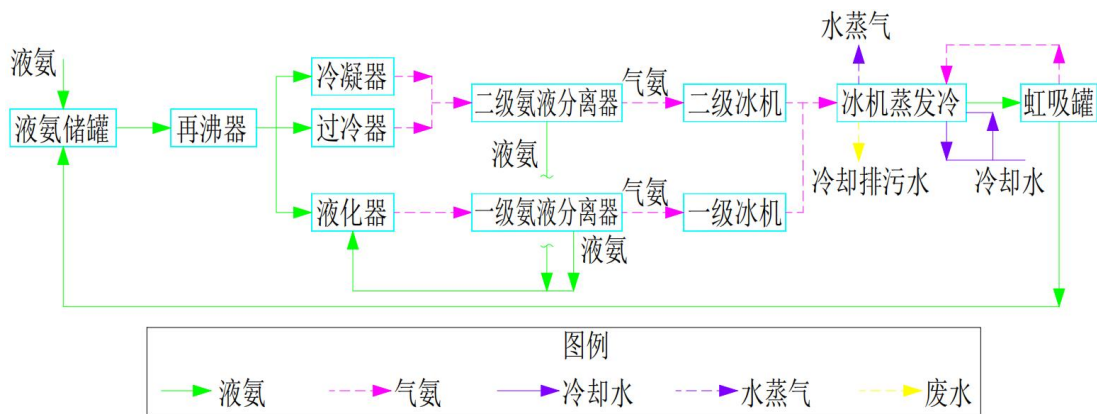 水蒸气
液氨
冷凝器
气氨
液氨储罐
再沸器
过冷器
二级氨液分离器
二级冰机
冰机蒸发冷
虹吸罐
液氨
冷却排污水
冷却水
气氨
液化器
一级氨液分离器
一级冰机
液氨
图例
液氨
气氨
冷却水
水蒸气
废水